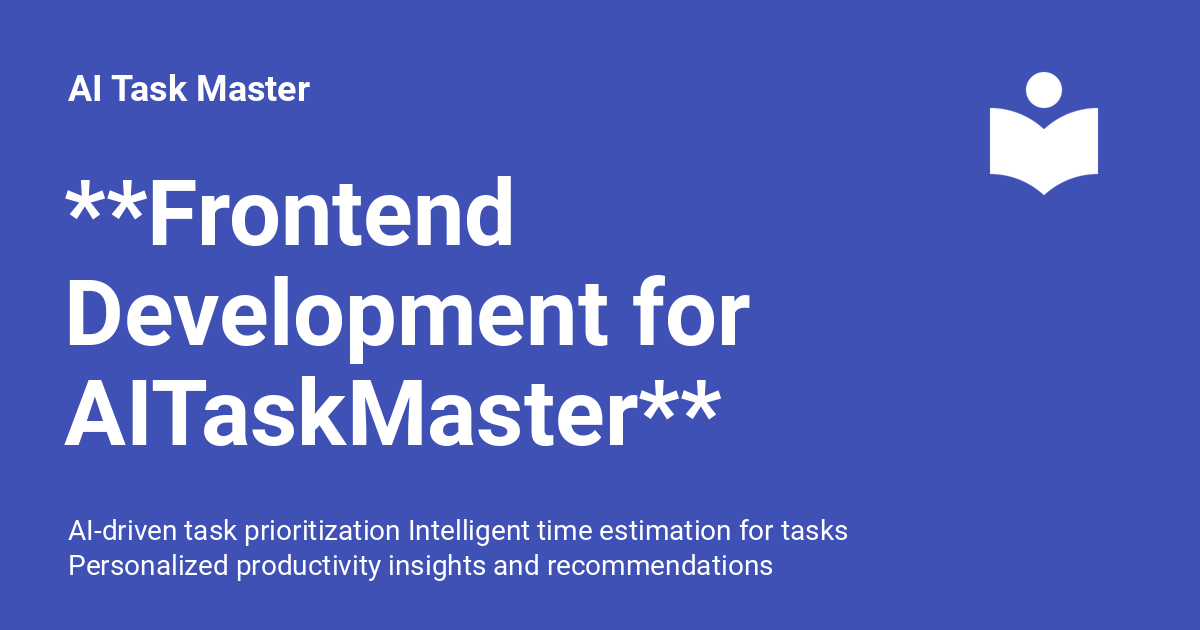 AI Task Master
**Frontend
Development for
AITaskMaster**
AI-driven task prioritization Intelligent time estimation for tasks
Personalized productivity insights and recommendations